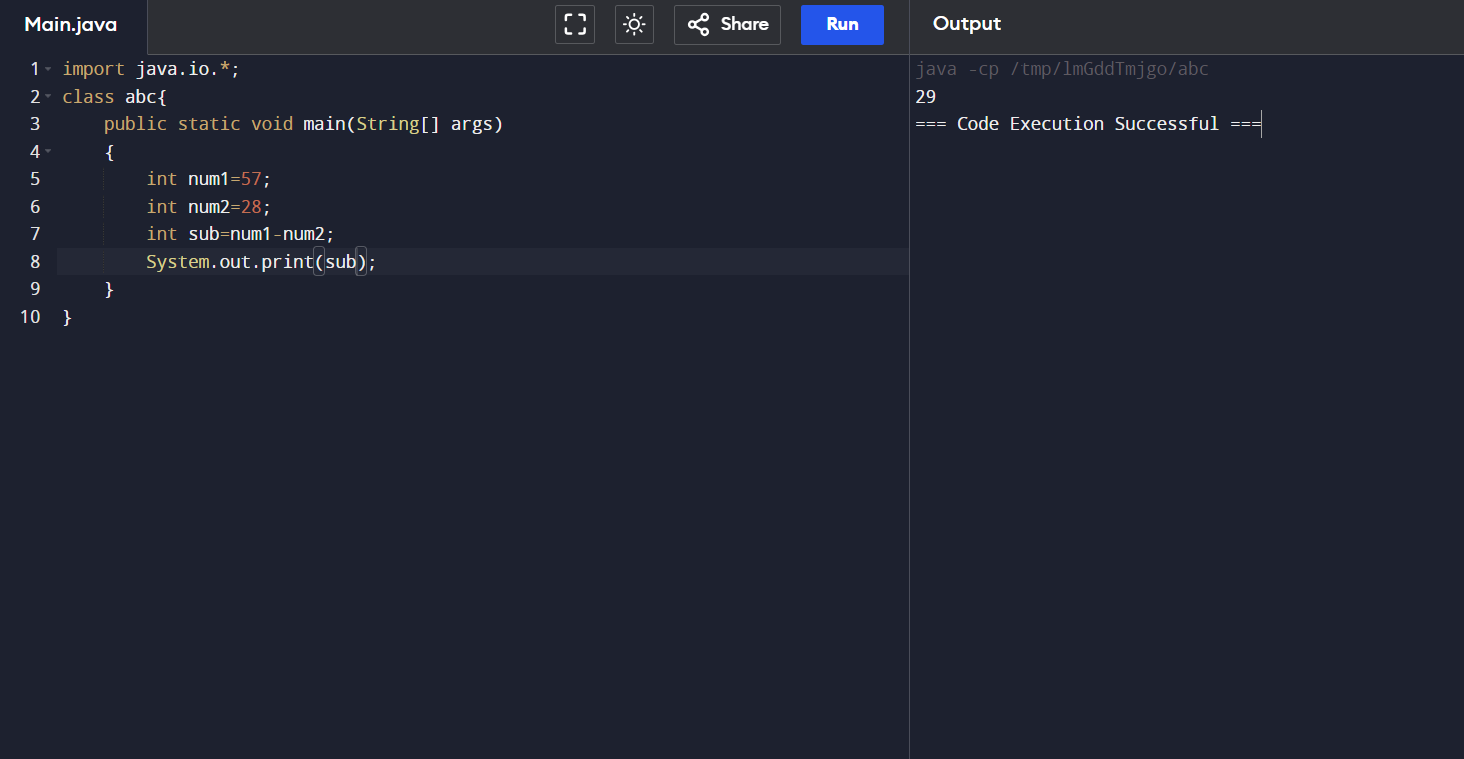 Main.java Share Run Output
1 import java.io.*;
2 class abc{
3     public static void main(String[] args)
4     {
5         int num1=57;
6         int num2=28;
7         int sub=num1-num2;
8         System.out.print(sub);
9     }
10 }
java -cp /tmp/lmGddTmjgo/abc
29
=== Code Execution Successful ===